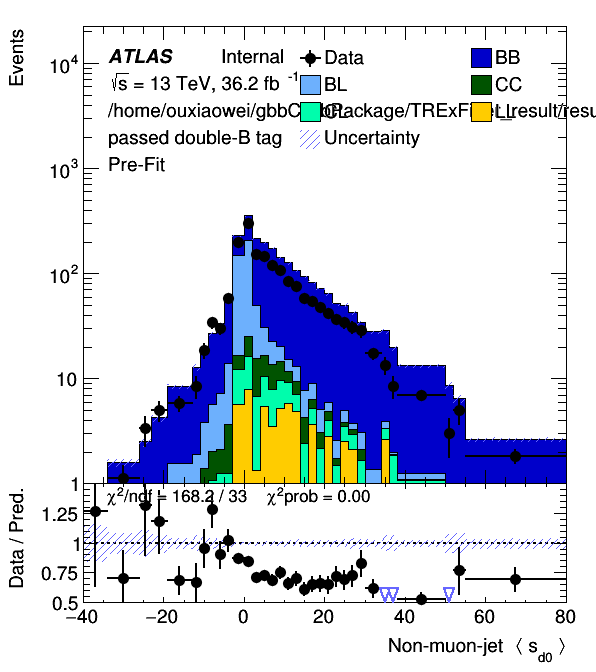 Events
10⁴
10³
10²
10
1
ATLAS Internal
√s = 13 TeV, 36.2 fb⁻¹
passed double-B tag
Pre-Fit
Data
BB
BL
CC
CL
LL
Uncertainty
Data / Pred.
1.25
1
0.75
0.5
χ²/ndf = 168.2 / 33 χ²prob = 0.00
−40 −20 0 20 40 60 80
Non-muon-jet ⟨ s_d0 ⟩